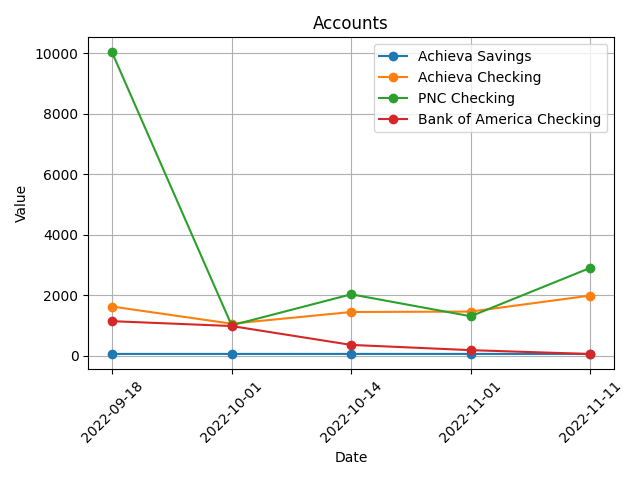 Accounts
Achieva Savings
Achieva Checking
PNC Checking
Bank of America Checking
10000
8000
6000
4000
2000
0
Value
2022-09-18
2022-10-01
2022-10-14
2022-11-01
2022-11-11
Date